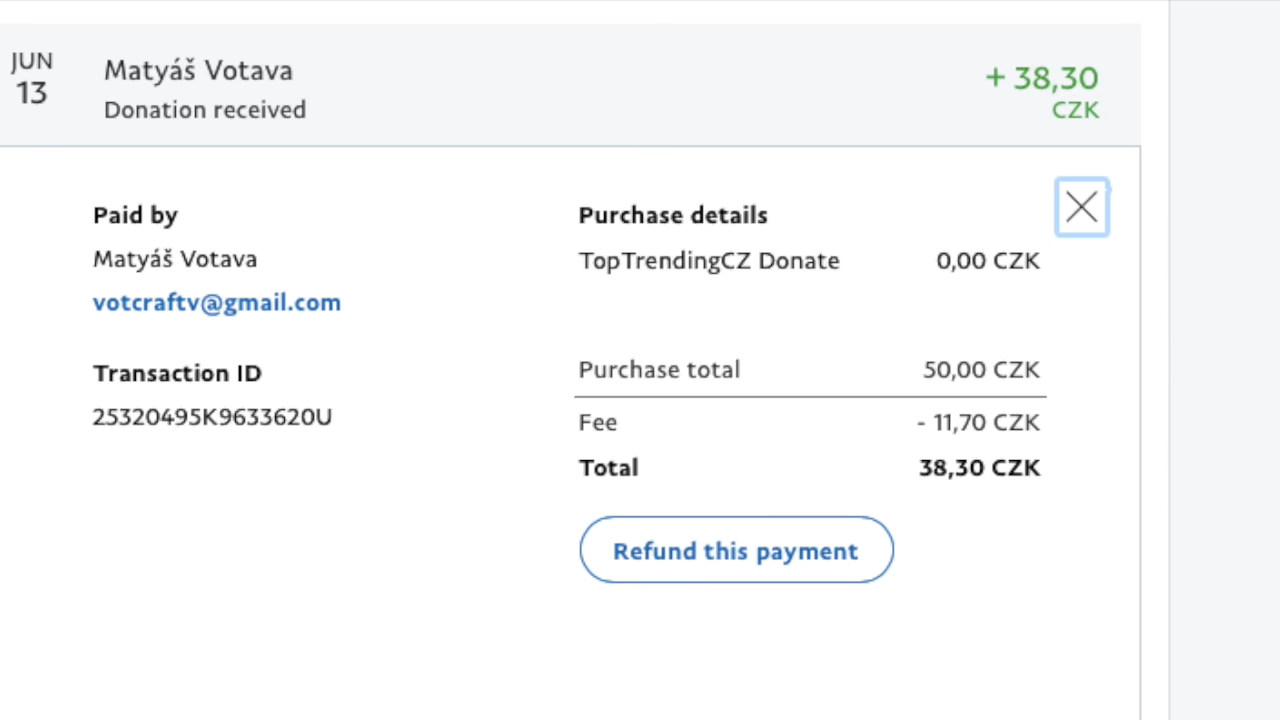 JUN
13
Matyáš Votava
Donation received
+ 38,30
CZK
Paid by
Matyáš Votava
votcraftv@gmail.com
Transaction ID
25320495K9633620U
Purchase details
TopTrendingCZ Donate 0,00 CZK
Purchase total 50,00 CZK
Fee - 11,70 CZK
Total 38,30 CZK
Refund this payment